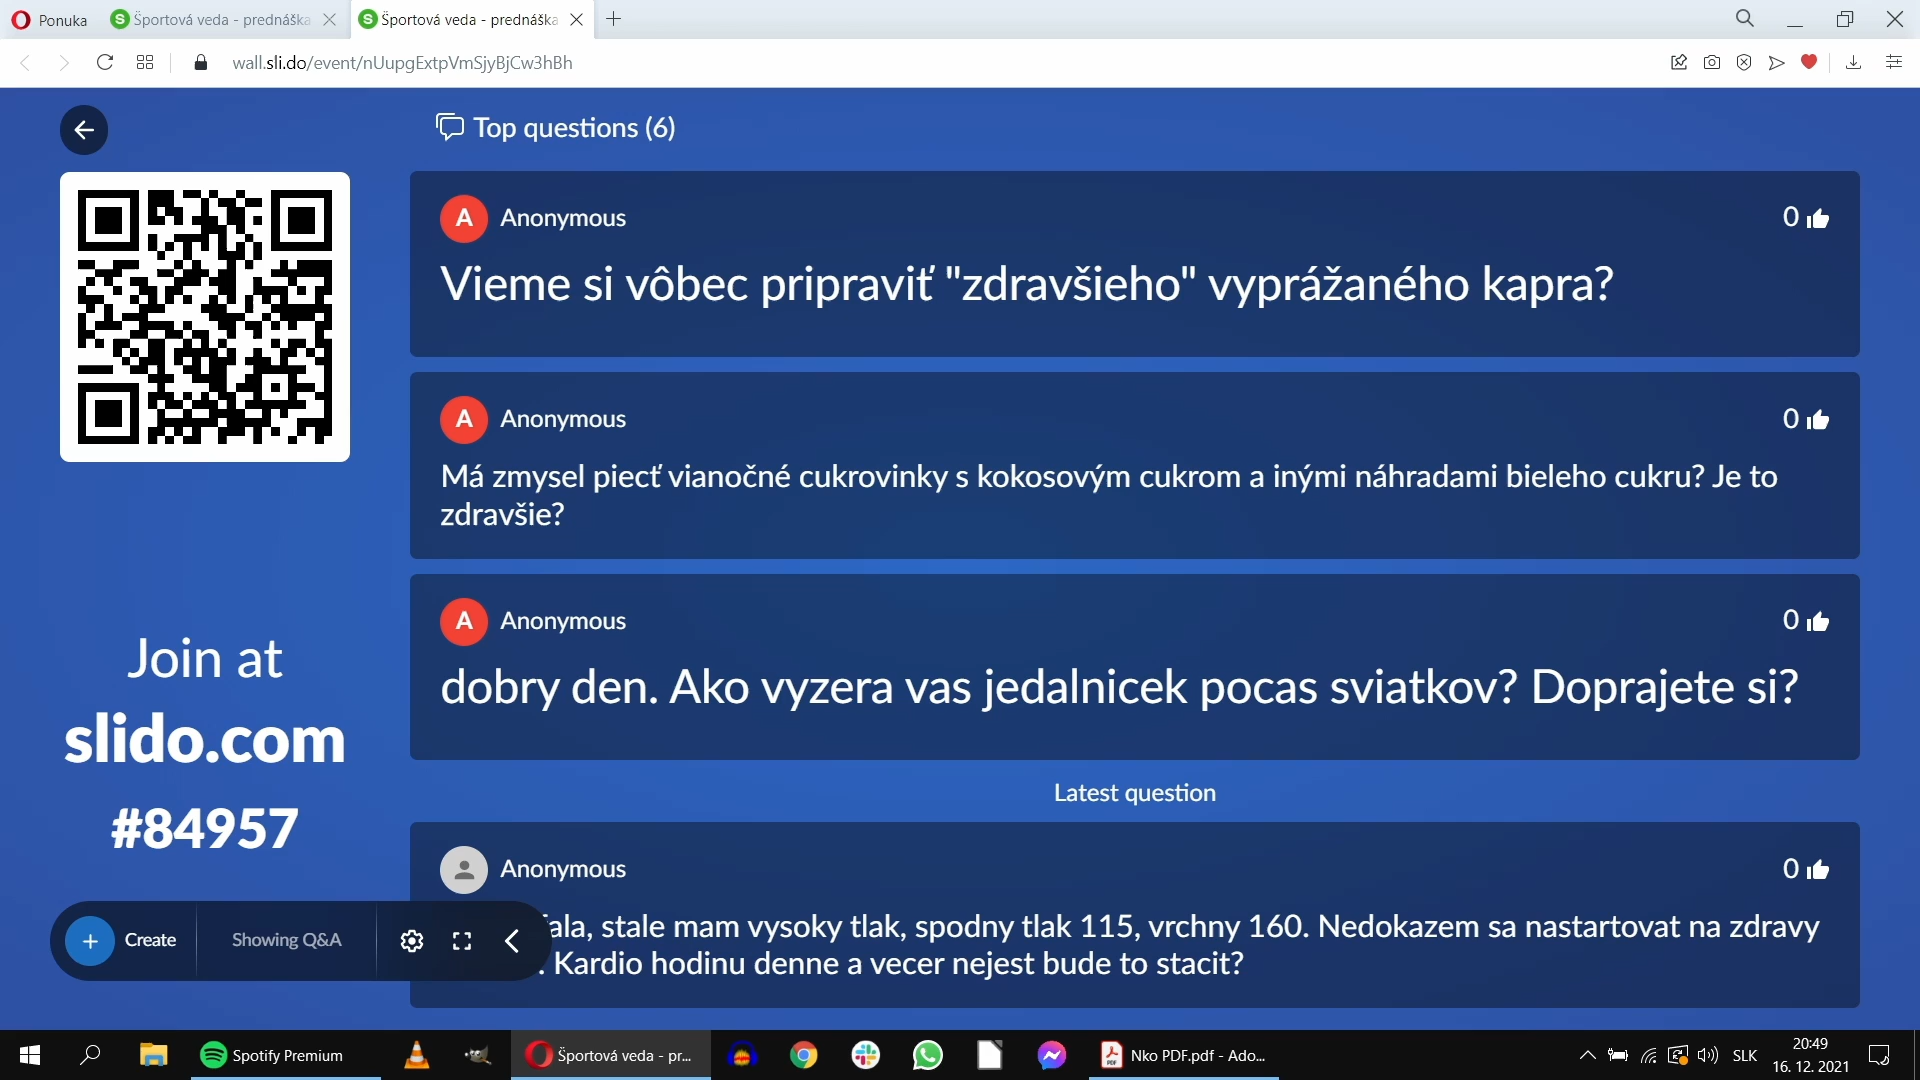 Ponuka
Športová veda - prednáška
Športová veda - prednáška
wall.sli.do/event/nUupgExtpVmSjyBjCw3hBh
Top questions (6)
A Anonymous 0
Vieme si vôbec pripraviť "zdravšieho" vyprážaného kapra?
A Anonymous 0
Má zmysel piecť vianočné cukrovinky s kokosovým cukrom a inými náhradami bieleho cukru? Je to
zdravšie?
A Anonymous 0
dobry den. Ako vyzera vas jedalnicek pocas sviatkov? Doprajete si?
Latest question
Anonymous 0
stale mam vysoky tlak, spodny tlak 115, vrchny 160. Nedokazem sa nastartovat na zdravy
. Kardio hodinu denne a vecer nejest bude to stacit?
Join at
slido.com
#84957
Create
Showing Q&A
Spotify Premium
Športová veda - pr...
Nko PDF.pdf - Ado...
SLK
20:49
16. 12. 2021